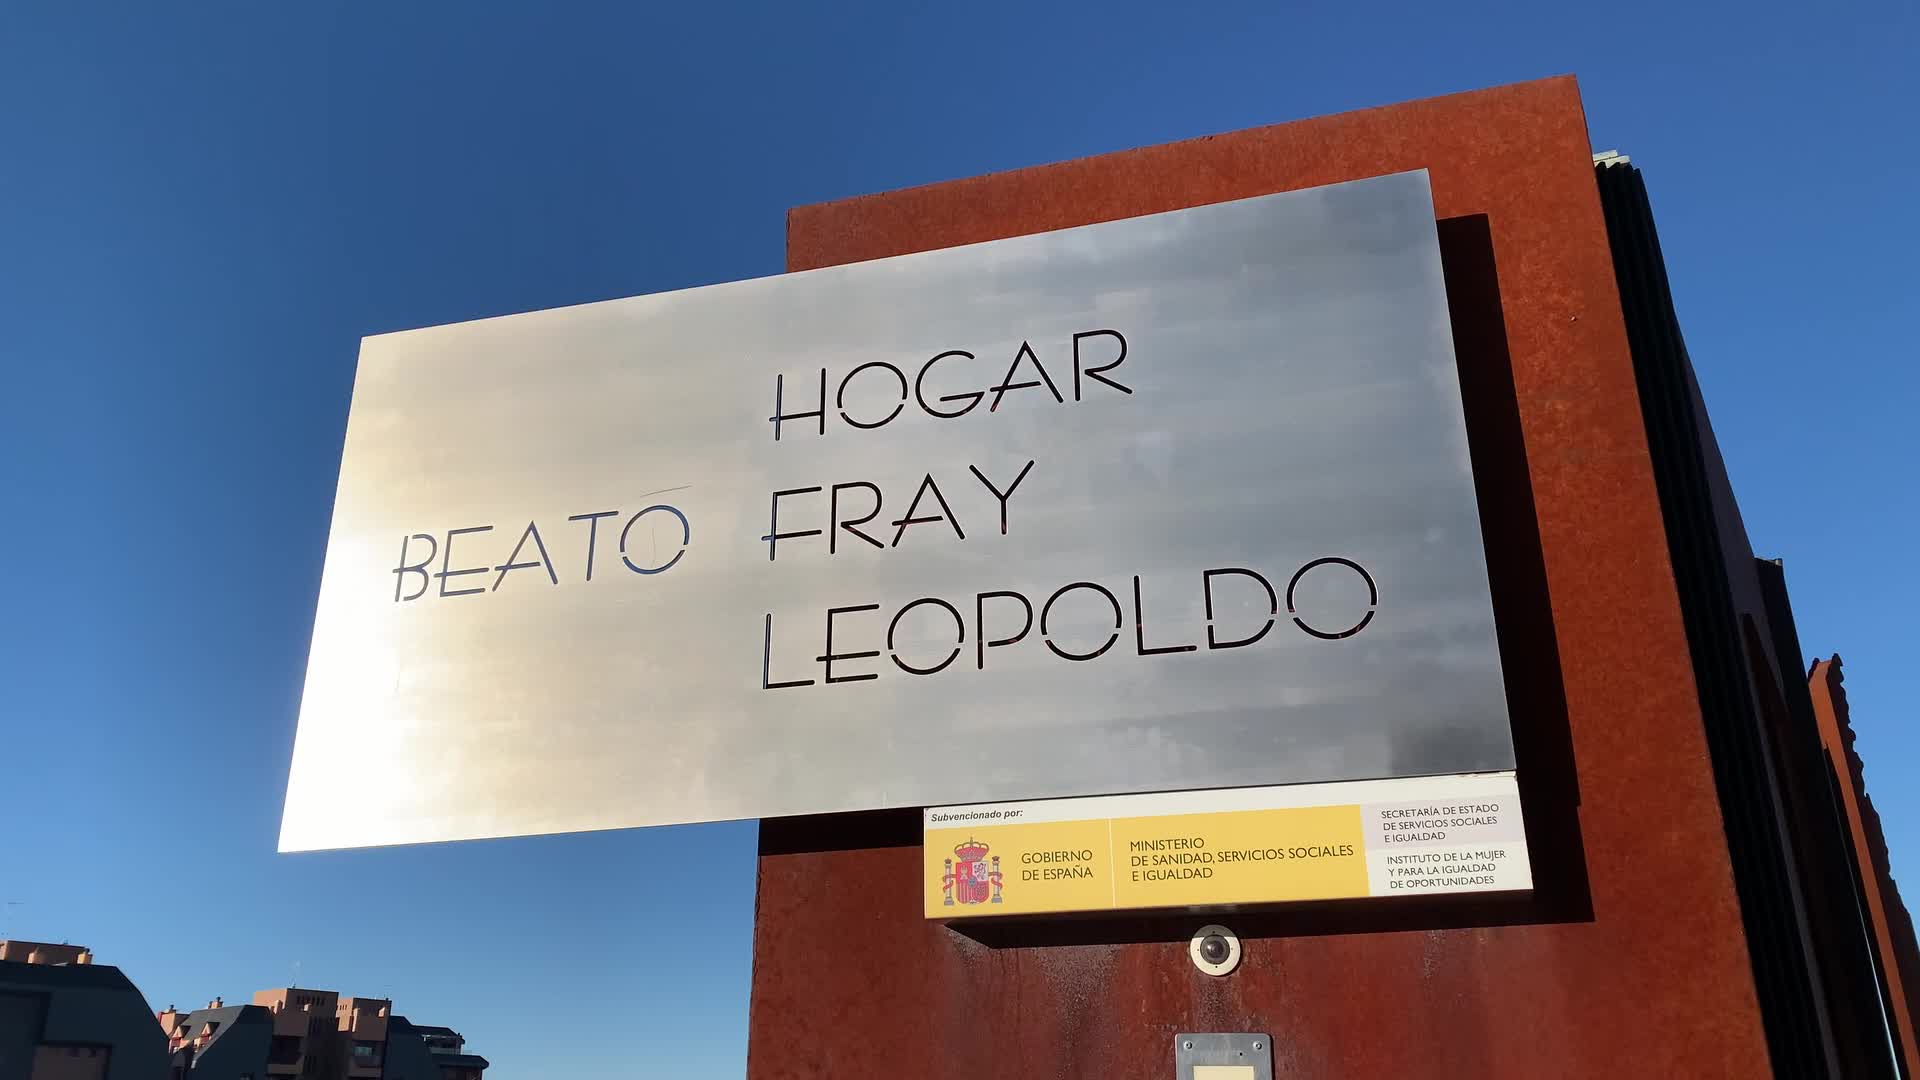 HOGAR
BEATO FRAY
LEOPOLDO
Subvencionado por:
GOBIERNO
DE ESPAÑA
MINISTERIO
DE SANIDAD, SERVICIOS SOCIALES
E IGUALDAD
SECRETARÍA DE ESTADO
DE SERVICIOS SOCIALES
E IGUALDAD
INSTITUTO DE LA MUJER
Y PARA LA IGUALDAD
DE OPORTUNIDADES